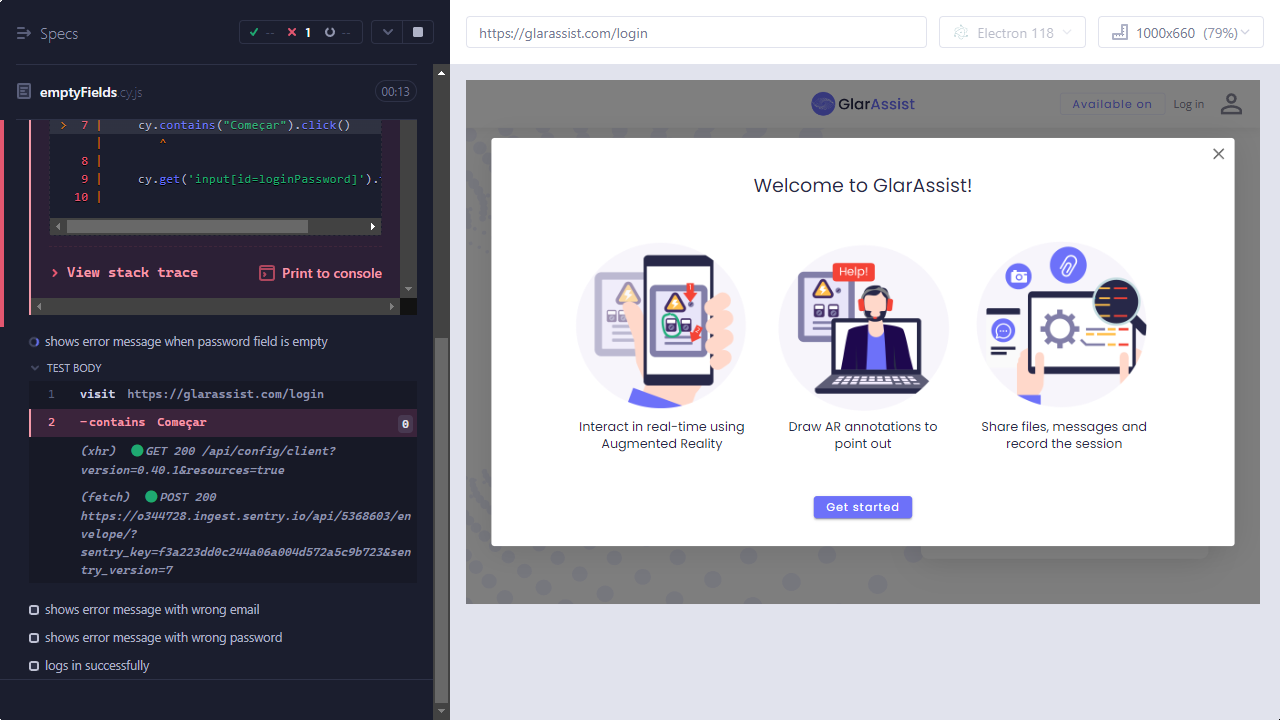 Specs
-- 1 --
https://glarassist.com/login
Electron 118
1000x660 (79%)
emptyFields.cy.js
00:13
> 7 | cy.contains("Começar").click()
| ^
8 |
9 | cy.get('input[id=loginPassword]').
10 |
View stack trace
Print to console
shows error message when password field is empty
TEST BODY
1 visit https://glarassist.com/login
2 -contains Começar 0
(xhr) GET 200 /api/config/client?
version=0.40.1&resources=true
(fetch) POST 200
https://o344728.ingest.sentry.io/api/5368603/en
velope/?
sentry_key=f3a223dd0c244a06a004d572a5c9b723&sen
try_version=7
shows error message with wrong email
shows error message with wrong password
logs in successfully
GlarAssist
Available on
Log in
Welcome to GlarAssist!
Help!
Interact in real-time using
Augmented Reality
Draw AR annotations to
point out
Share files, messages and
record the session
Get started